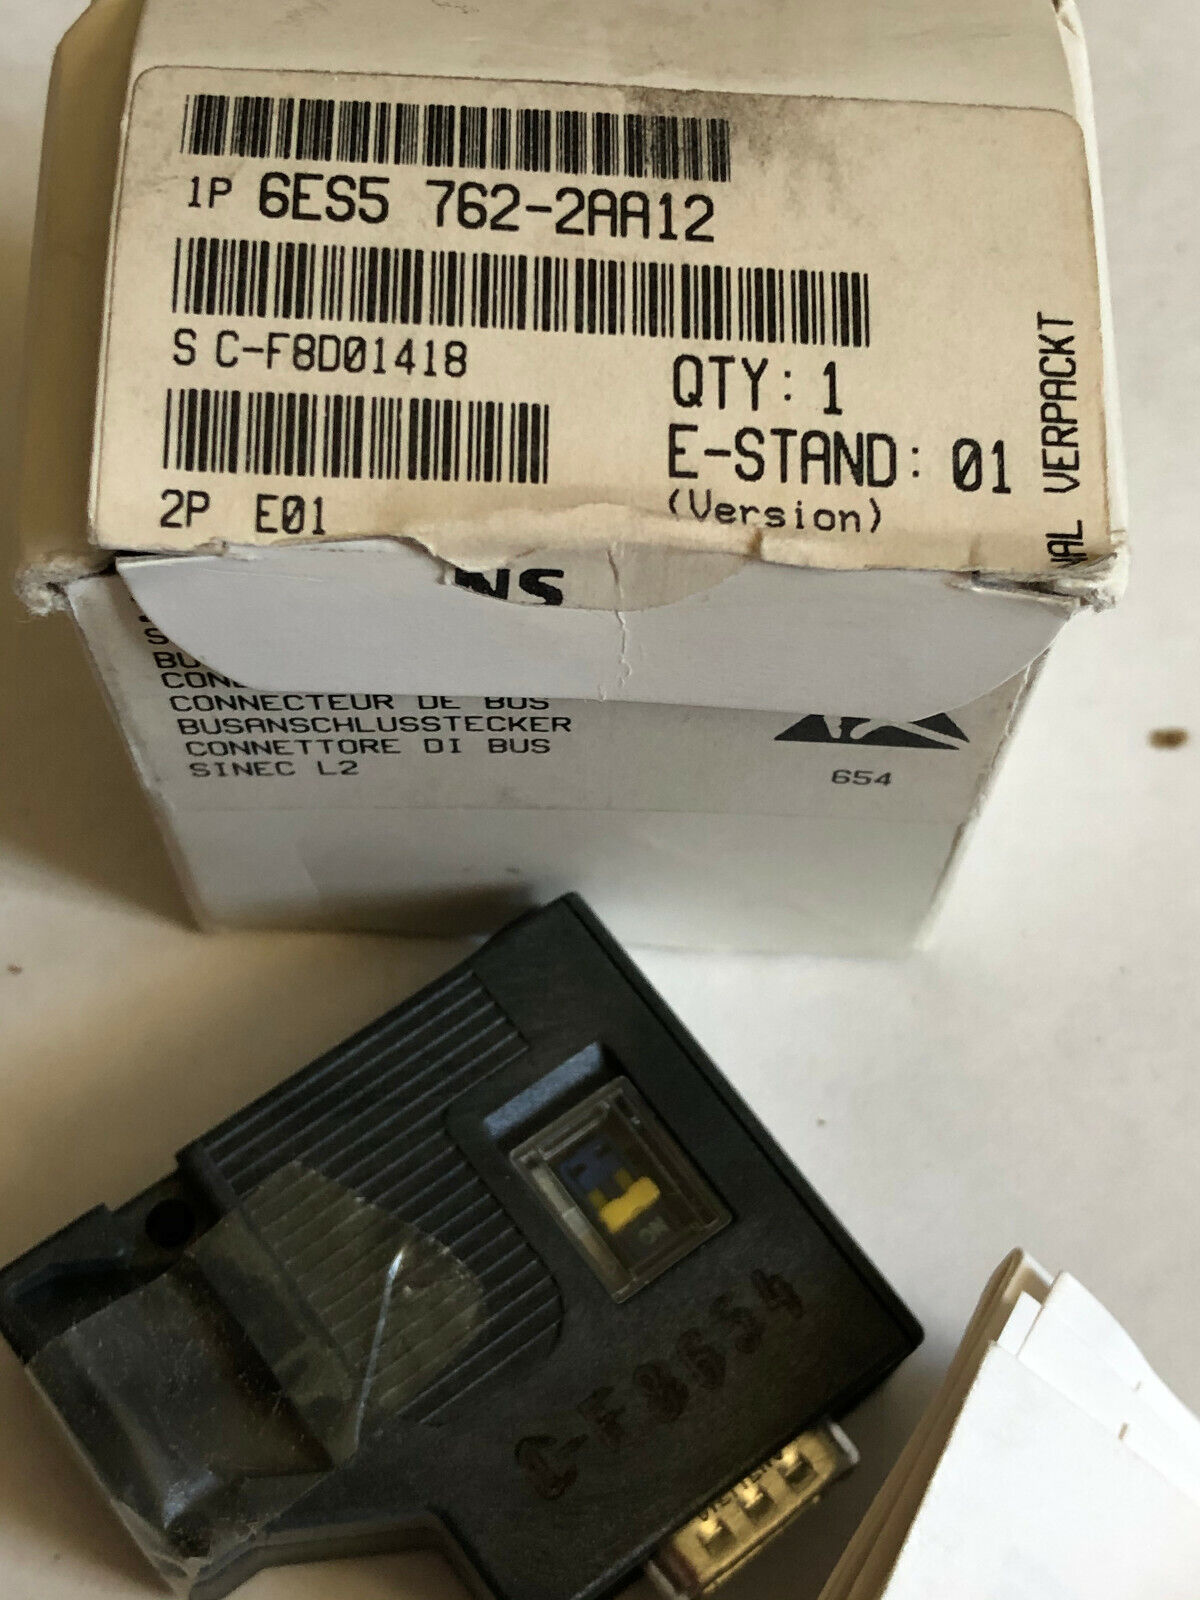 1P 6ES5 762-2AA12
S C-F8D01418
QTY: 1
E-STAND: 01
2P E01
(Version)
VERPACKT
CONNECTEUR DE BUS
BUSANSCHLUSSTECKER
CONNETTORE DI BUS
SINEC L2
654